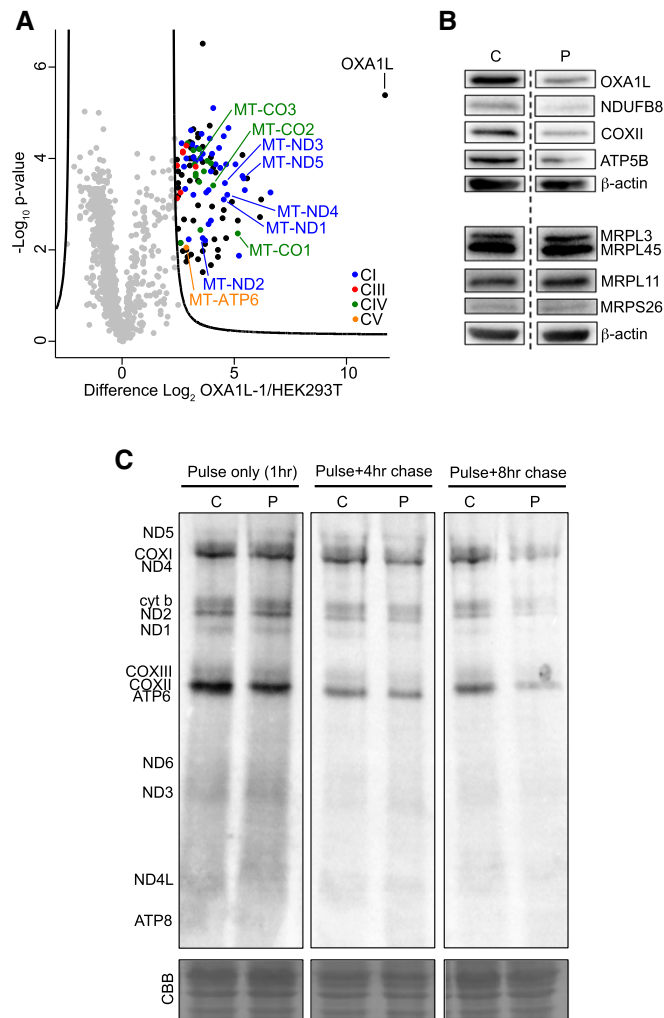 A
-Log10 p-value
6
4
2
0
0
5
10
Difference Log2 OXA1L-1/HEK293T
OXA1L
MT-CO3
MT-CO2
MT-ND3
MT-ND5
MT-ND4
MT-ND1
MT-CO1
MT-ND2
MT-ATP6
CI
CIII
CIV
CV
B
C P
OXA1L
NDUFB8
COXII
ATP5B
β-actin
MRPL3
MRPL45
MRPL11
MRPS26
β-actin
C
Pulse only (1hr) Pulse+4hr chase Pulse+8hr chase
C P C P C P
ND5
COXI
ND4
cyt b
ND2
ND1
COXIII
COXII
ATP6
ND6
ND3
ND4L
ATP8
CBB